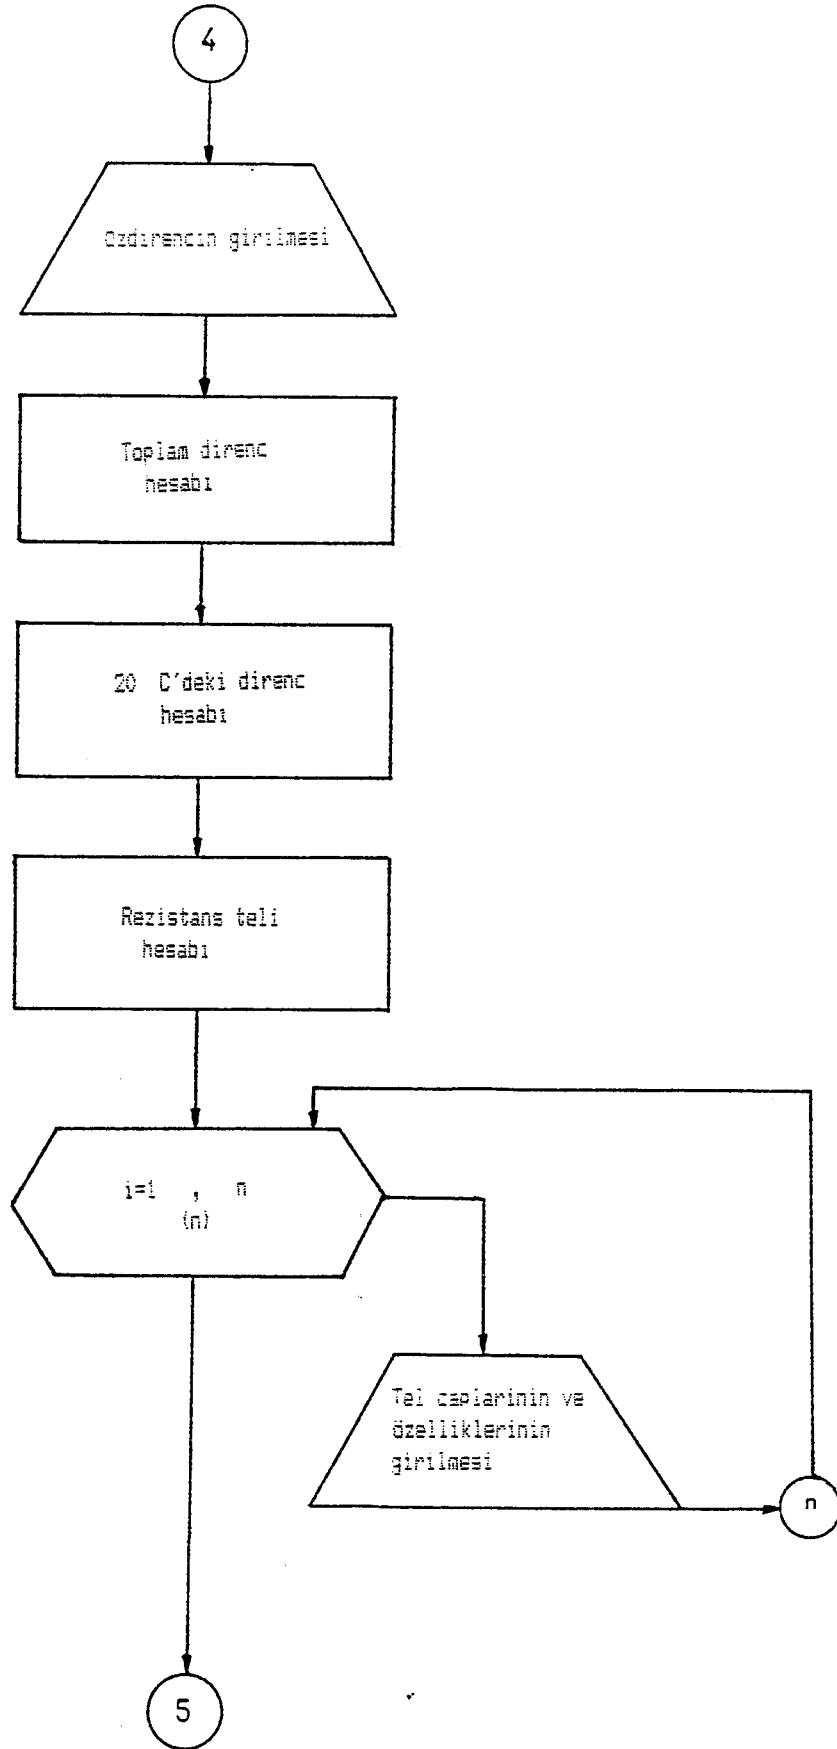 4
Ozdirencin girilmesi
Toplam direnc
hesabı
20 C'deki direnc
hesabı
Rezistans teli
hesabı
i=1 , n
(n)
Tel caplarinin ve
özelliklerinin
girilmesi
n
5